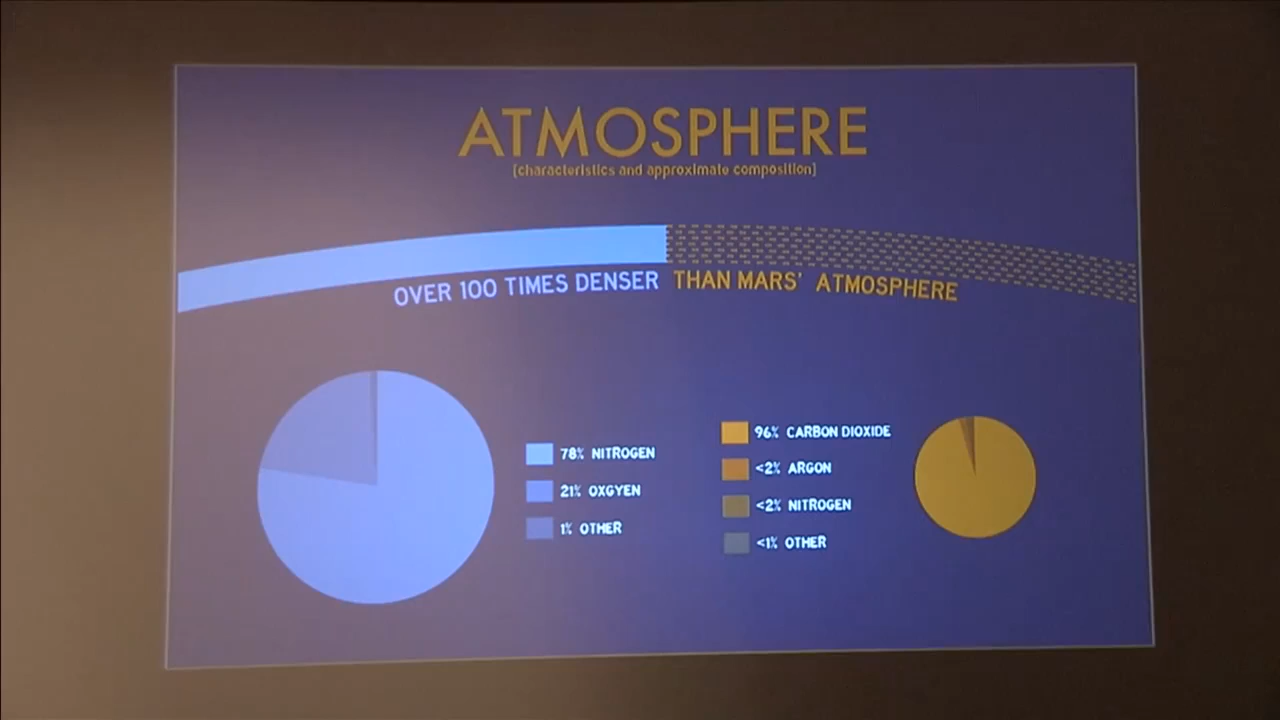 ATMOSPHERE
[characteristics and approximate composition]
OVER 100 TIMES DENSER THAN MARS' ATMOSPHERE
78% NITROGEN
21% OXGYEN
1% OTHER
96% CARBON DIOXIDE
<2% ARGON
<2% NITROGEN
<1% OTHER